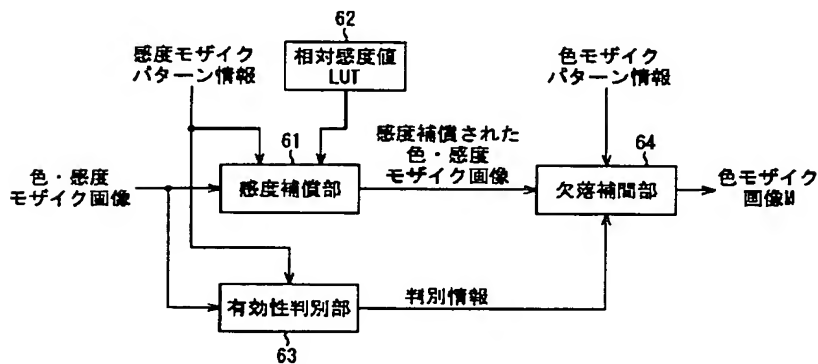 62
感度モザイク
パターン情報
相対感度値
LUT
色モザイク
パターン情報
61
感度補償された
色・感度
モザイク画像
64
色・感度
モザイク画像
感度補償部
欠落補間部
色モザイク
画像M
有効性判別部
判別情報
63